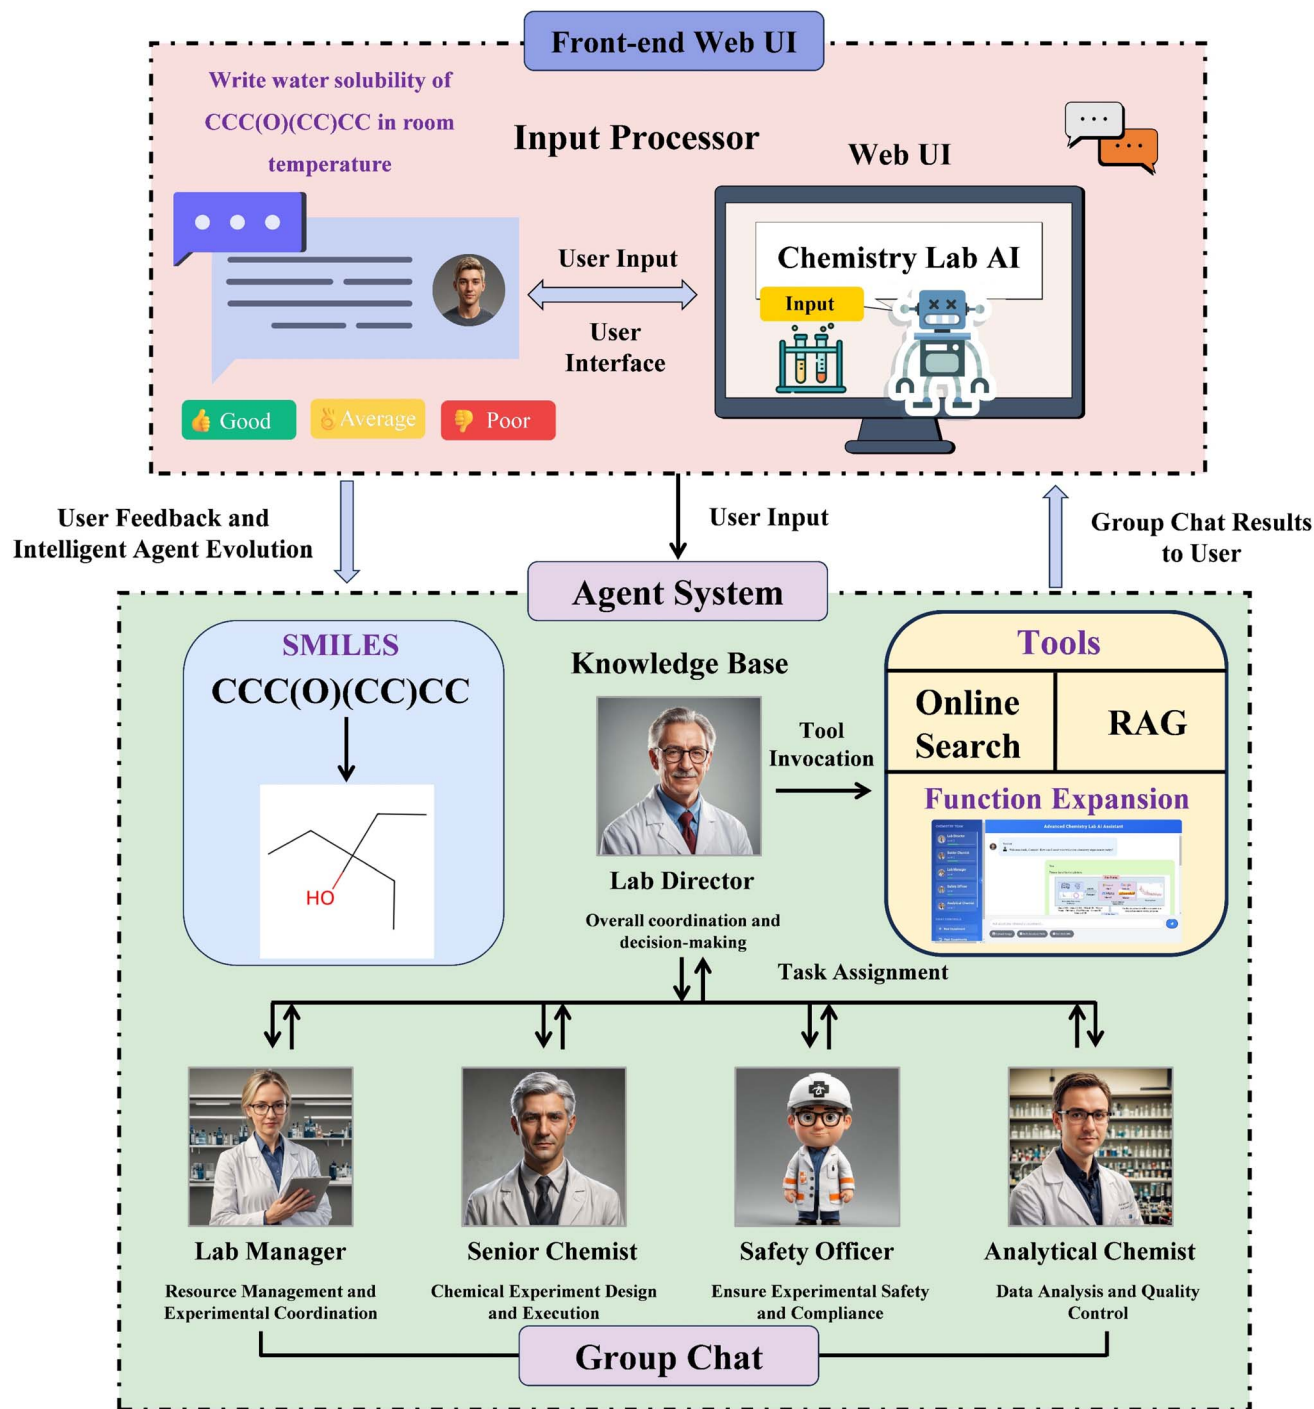 Front-end Web UI
Write water solubility of
CCC(O)(CC)CC in room
temperature
Input Processor
Web UI
User Input
User
Interface
Chemistry Lab AI
Input
Good
Average
Poor
User Feedback and
Intelligent Agent Evolution
User Input
Group Chat Results
to User
Agent System
SMILES
CCC(O)(CC)CC
HO
Knowledge Base
Lab Director
Overall coordination and
decision-making
Tool
Invocation
Tools
Online
Search
RAG
Function Expansion
Advanced Chemistry Lab AI Assistant
Task Assignment
Lab Manager
Resource Management and
Experimental Coordination
Senior Chemist
Chemical Experiment Design
and Execution
Safety Officer
Ensure Experimental Safety
and Compliance
Analytical Chemist
Data Analysis and Quality
Control
Group Chat